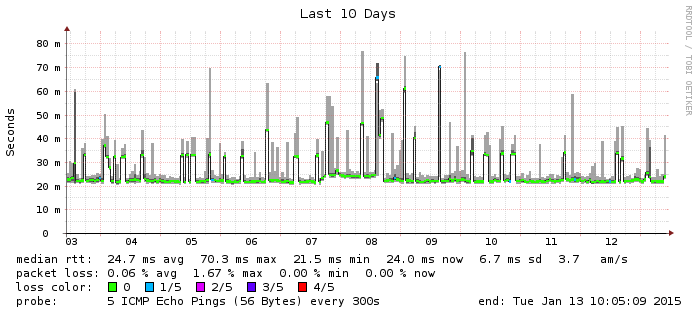 Last 10 Days
RRDTOOL / TOBI OETIKER
Seconds
80 m
70 m
60 m
50 m
40 m
30 m
20 m
10 m
0
03 04 05 06 07 08 09 10 11 12
median rtt: 24.7 ms avg 70.3 ms max 21.5 ms min 24.0 ms now 6.7 ms sd 3.7 am/s
packet loss: 0.06 % avg 1.67 % max 0.00 % min 0.00 % now
loss color: 0 1/5 2/5 3/5 4/5
probe: 5 ICMP Echo Pings (56 Bytes) every 300s end: Tue Jan 13 10:05:09 2015